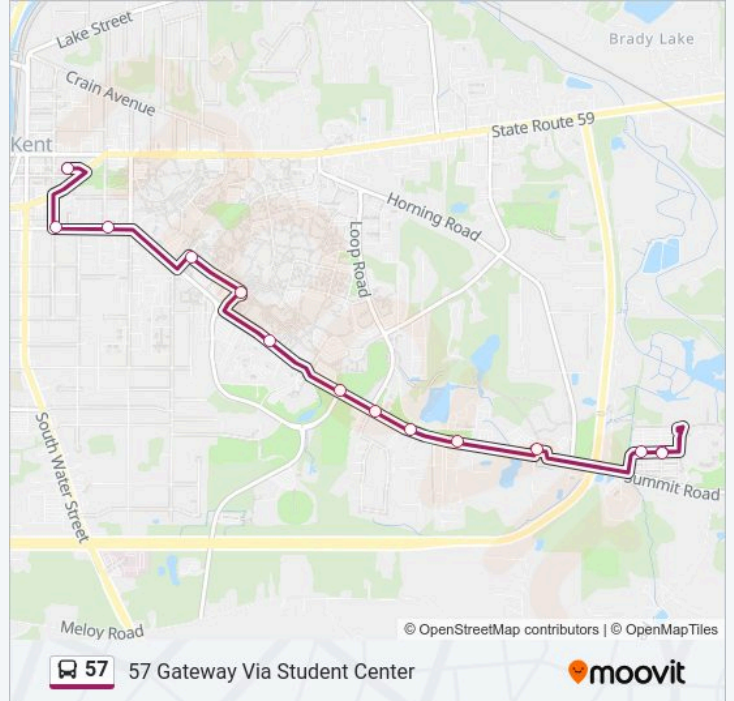 Lake Street
Brady Lake
Crain Avenue
State Route 59
Kent
Horning Road
Loop Road
South Water Street
Summit Road
Meloy Road
© OpenStreetMap contributors | © OpenMapTiles
57 57 Gateway Via Student Center
moovit